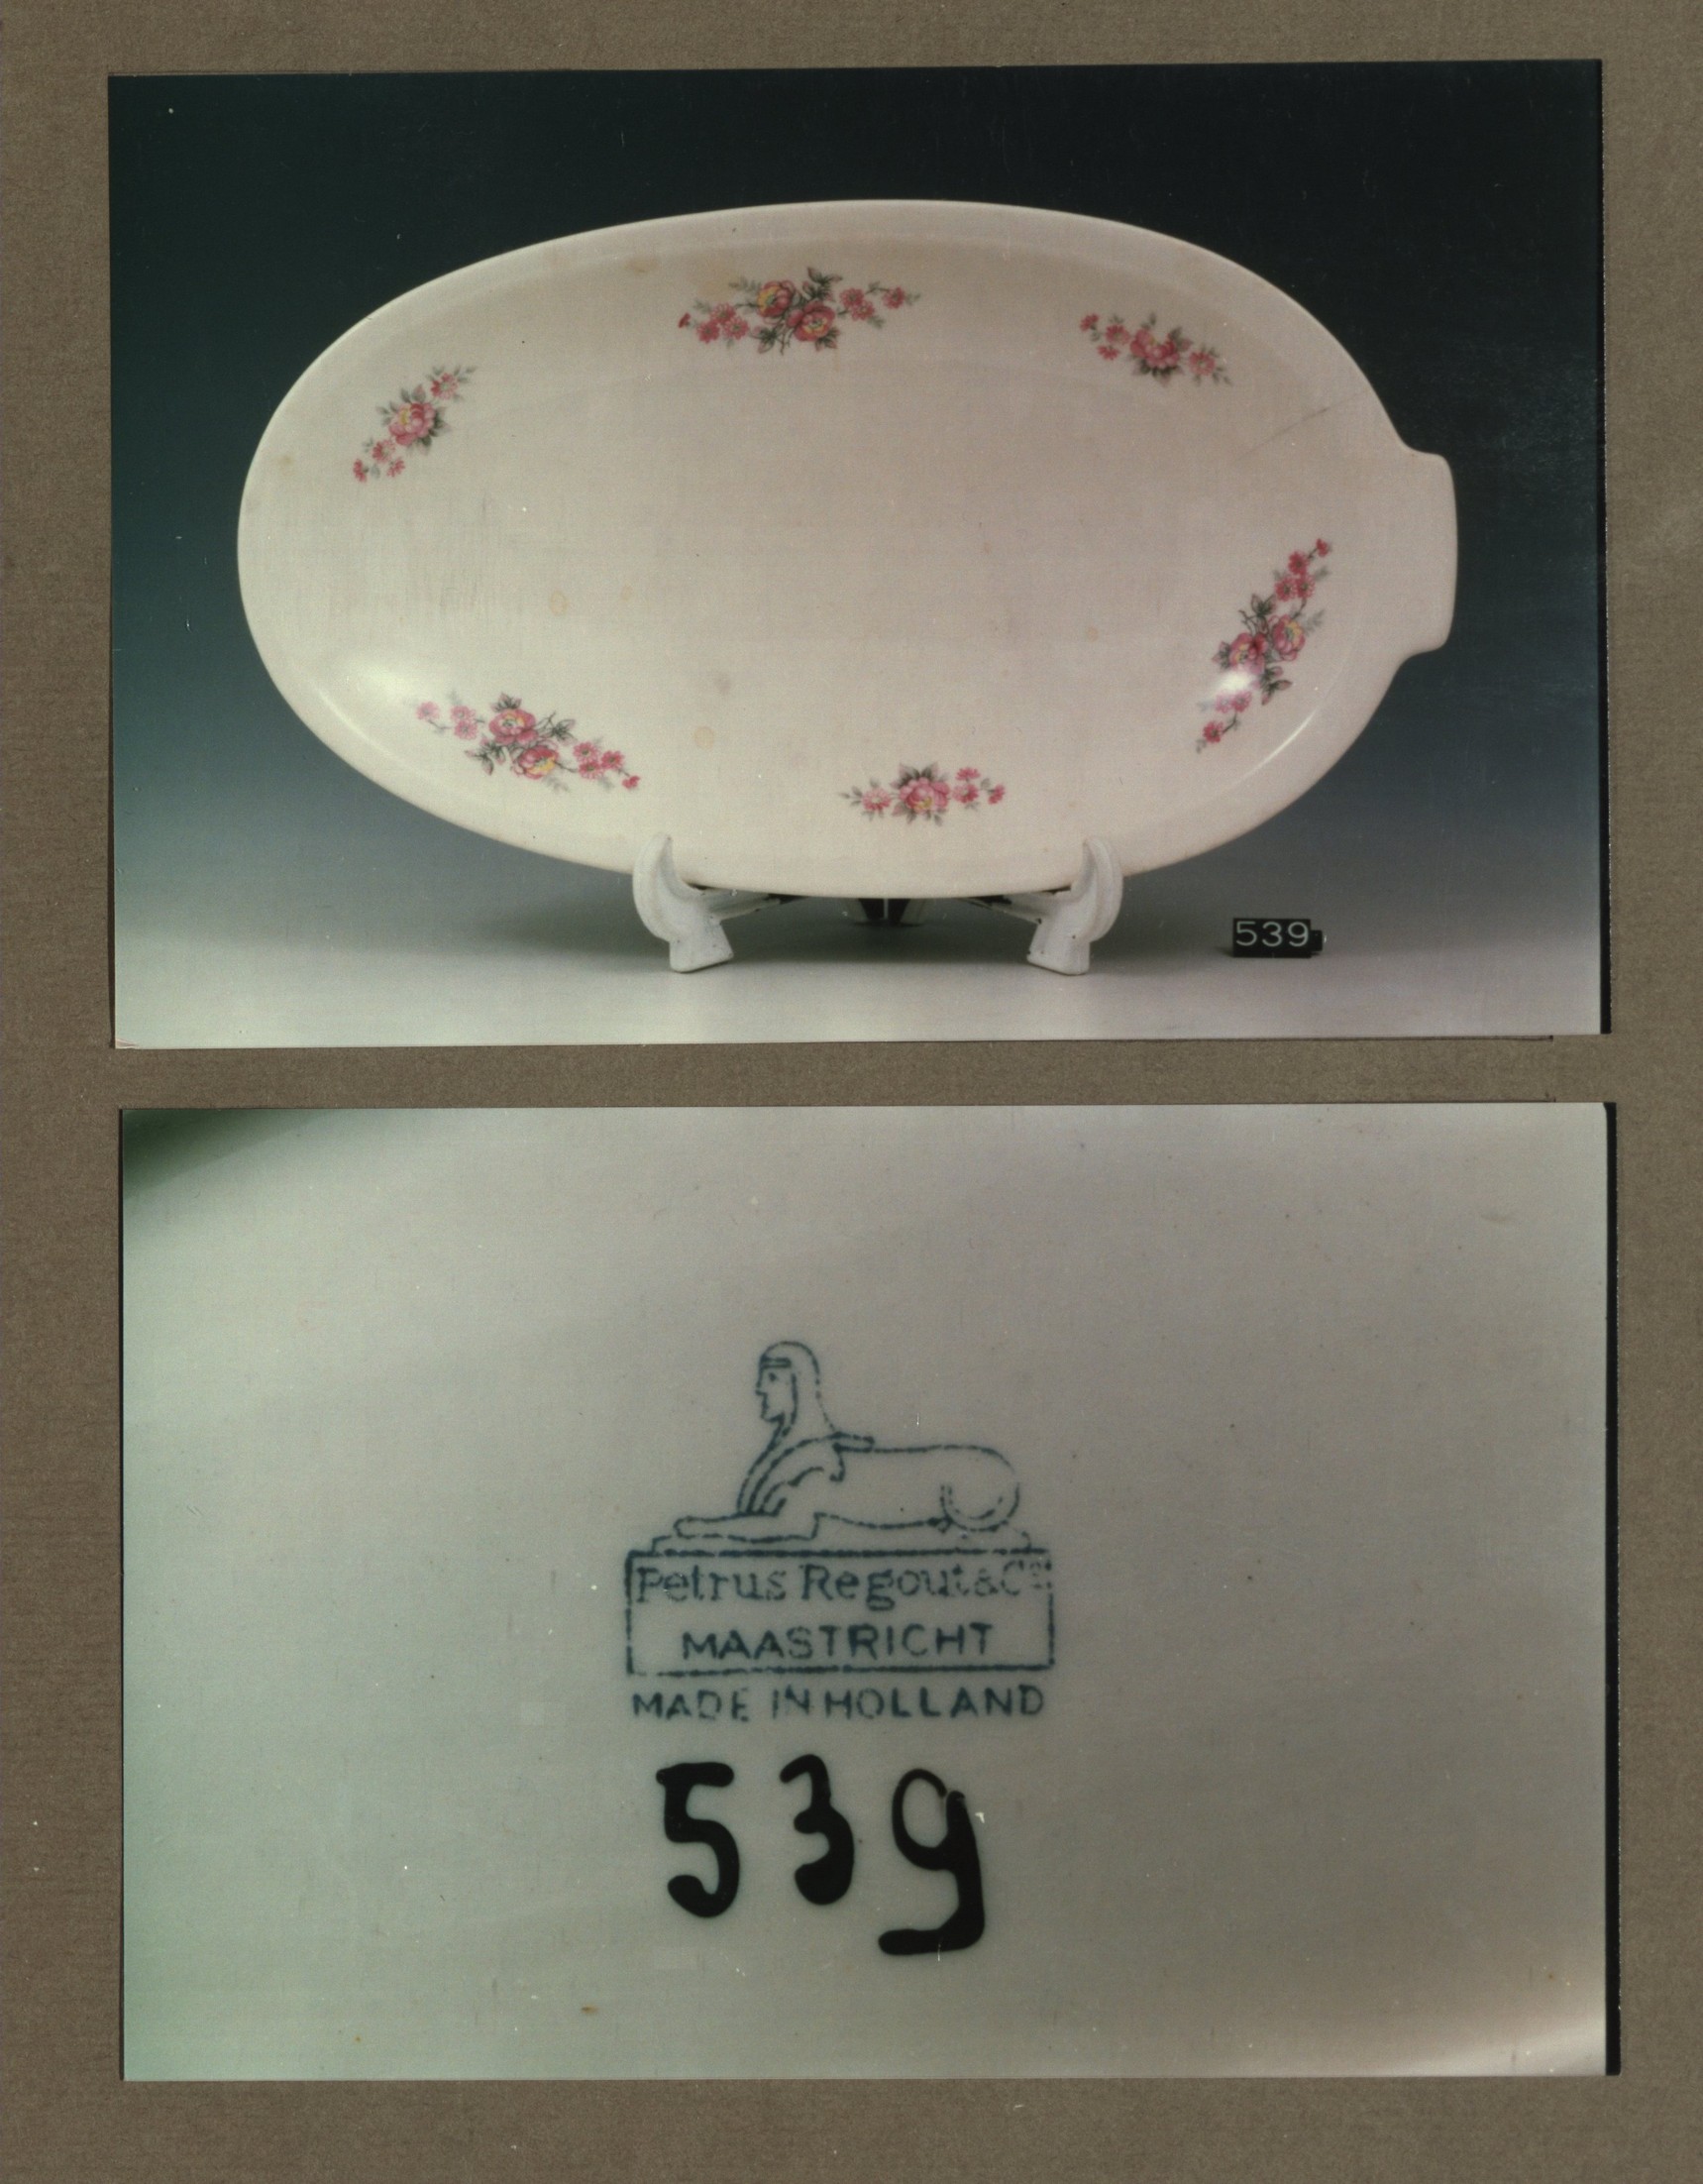 539
Petrus Regout & Co.
MAASTRICHT
MADE IN HOLLAND
539